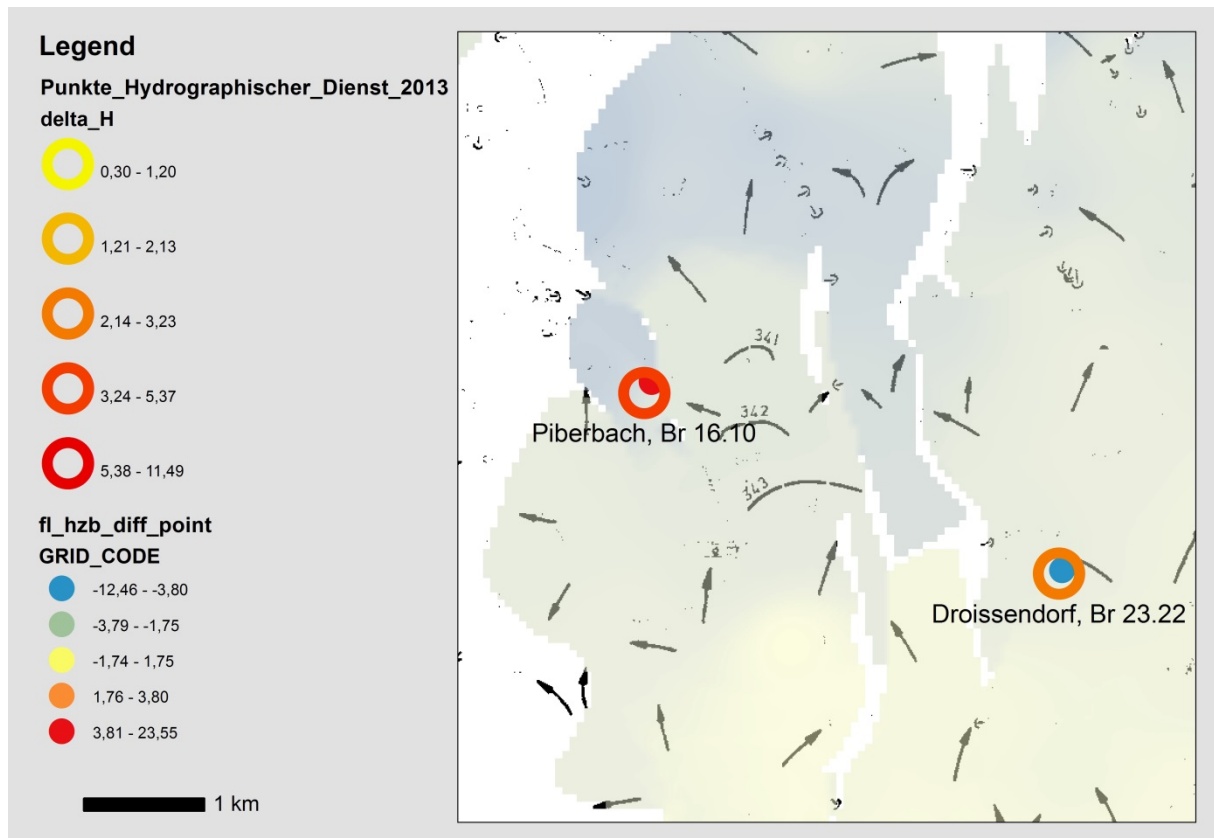 Legend
Punkte_Hydrographischer_Dienst_2013
delta_H
0,30 - 1,20
1,21 - 2,13
2,14 - 3,23
3,24 - 5,37
5,38 - 11,49
fl_hzb_diff_point
GRID_CODE
-12,46 - -3,80
-3,79 - -1,75
-1,74 - 1,75
1,76 - 3,80
3,81 - 23,55
1 km
341
342
Piberbach, Br 16.10
343
Droissendorf, Br 23.22